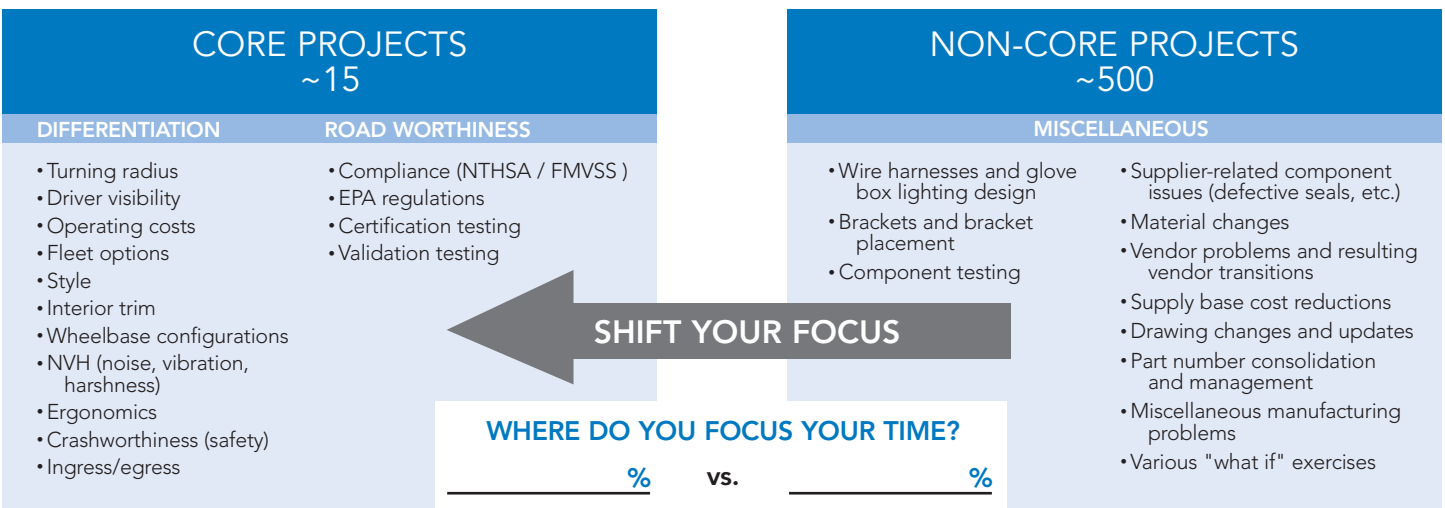 CORE PROJECTS
~15
DIFFERENTIATION
• Turning radius
• Driver visibility
• Operating costs
• Fleet options
• Style
• Interior trim
• Wheelbase configurations
• NVH (noise, vibration,
harshness)
• Ergonomics
• Crashworthiness (safety)
• Ingress/egress
ROAD WORTHINESS
• Compliance (NTHSA / FMVSS )
• EPA regulations
• Certification testing
• Validation testing
NON-CORE PROJECTS
~500
MISCELLANEOUS
• Wire harnesses and glove
box lighting design
• Brackets and bracket
placement
• Component testing
• Supplier-related component
issues (defective seals, etc.)
• Material changes
• Vendor problems and resulting
vendor transitions
• Supply base cost reductions
• Drawing changes and updates
• Part number consolidation
and management
• Miscellaneous manufacturing
problems
• Various "what if" exercises
SHIFT YOUR FOCUS
WHERE DO YOU FOCUS YOUR TIME?
% vs. %